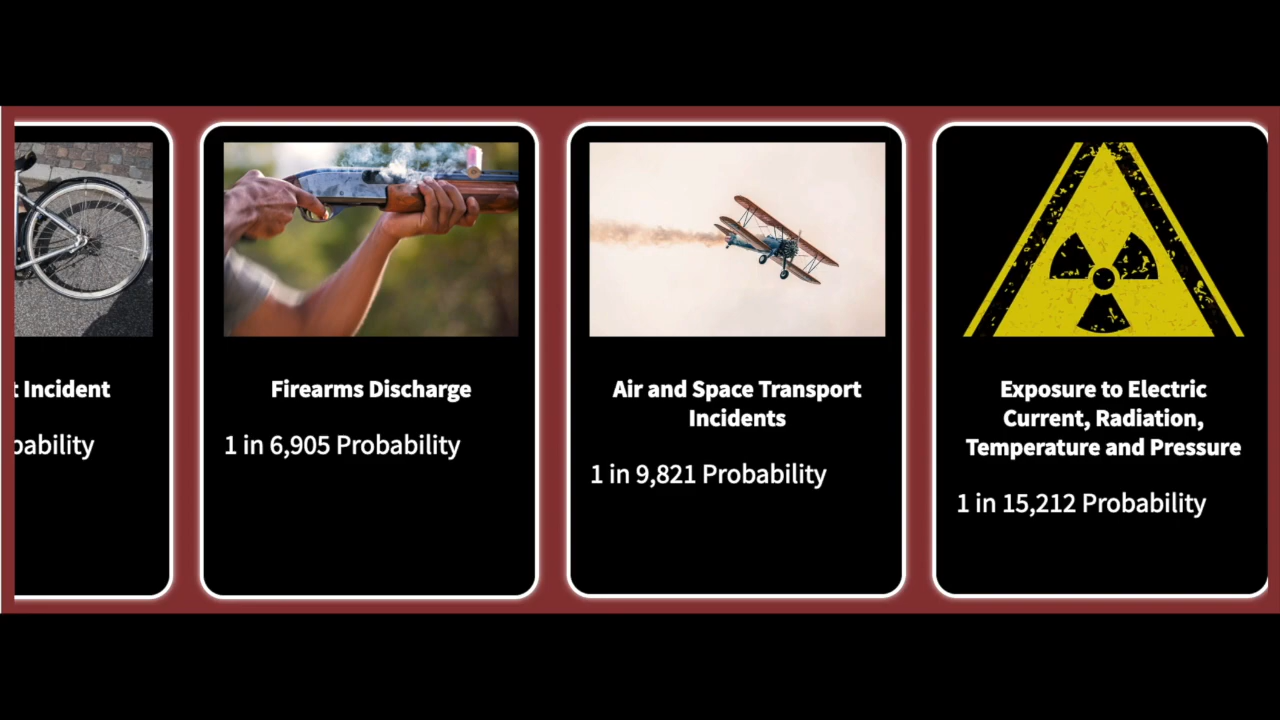 t Incident
bability
Firearms Discharge
1 in 6,905 Probability
Air and Space Transport
Incidents
1 in 9,821 Probability
Exposure to Electric
Current, Radiation,
Temperature and Pressure
1 in 15,212 Probability